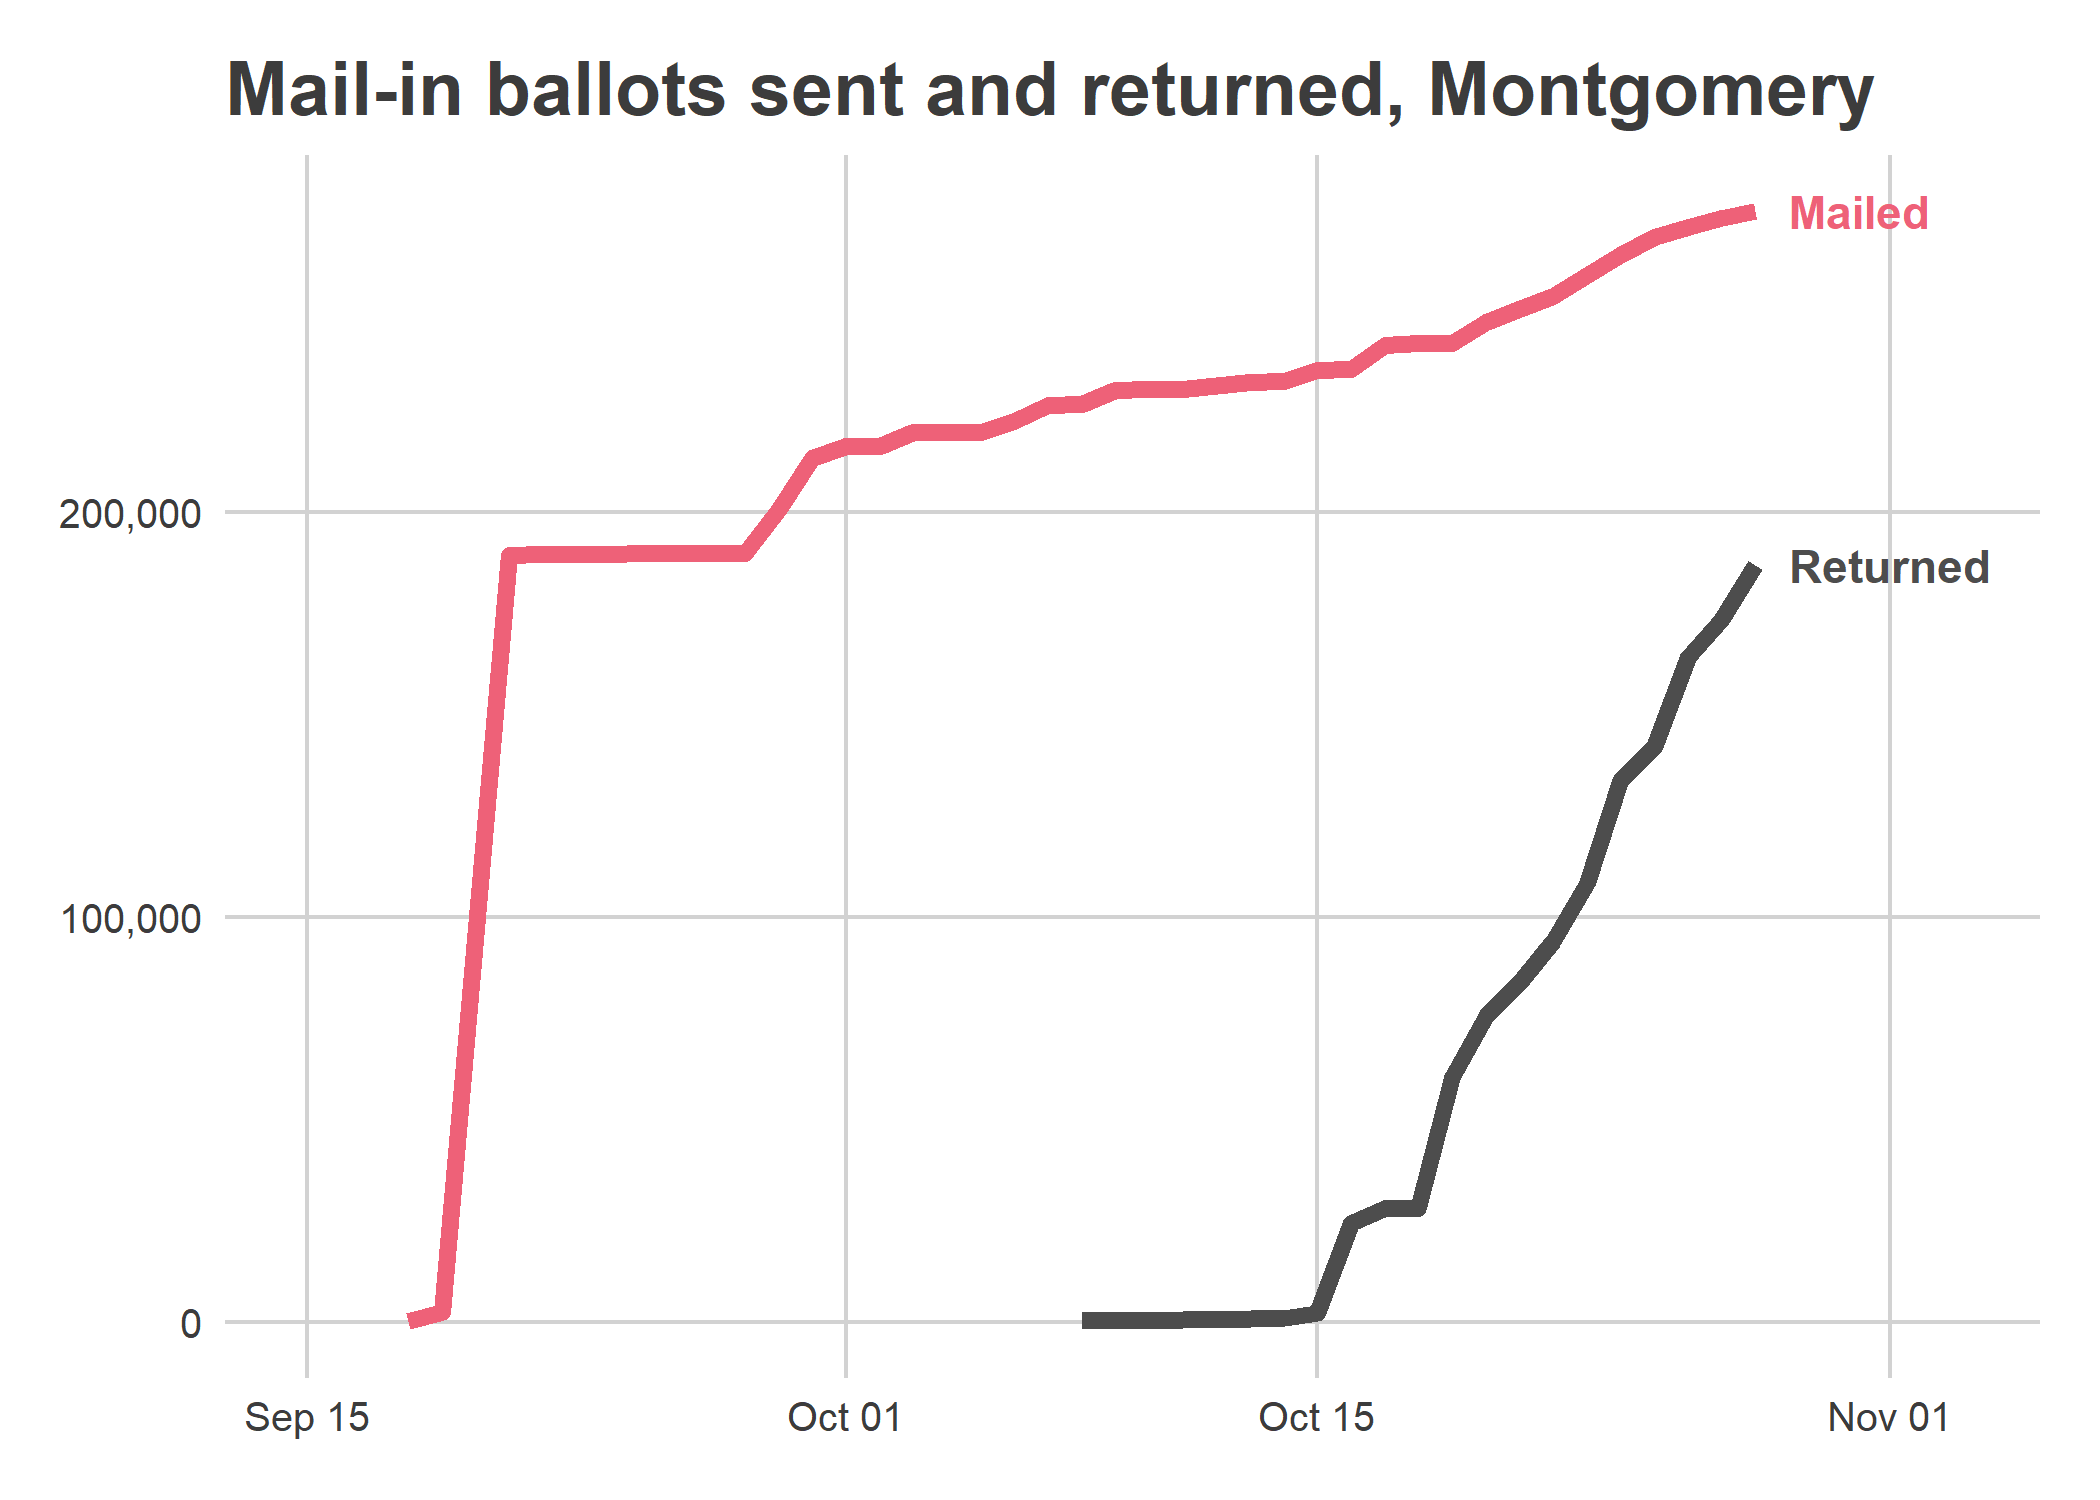 Mail-in ballots sent and returned, Montgomery
Mailed
200,000
Returned
100,000
0
Sep 15
Oct 01
Oct 15
Nov 01